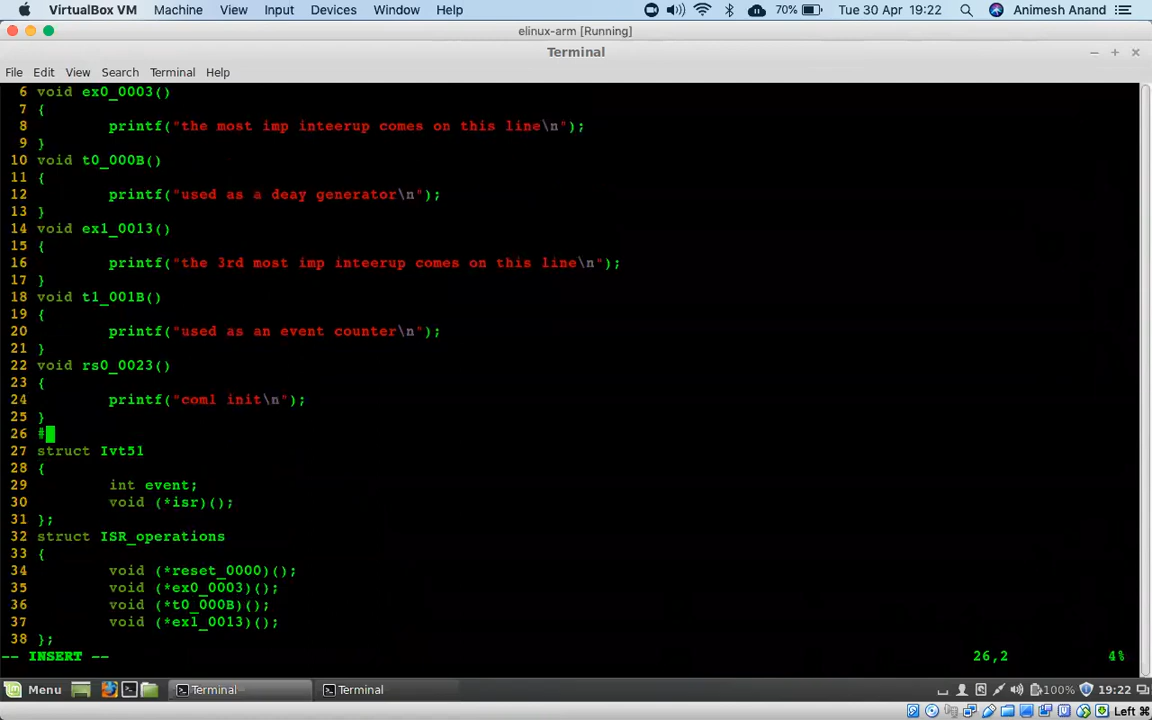 VirtualBox VM Machine View Input Devices Window Help 70% Tue 30 Apr 19:22 Animesh Anand
elinux-arm [Running]
Terminal
File Edit View Search Terminal Help
6 void ex0_0003()
7 {
8 printf("the most imp inteerup comes on this line\n");
9 }
10 void t0_000B()
11 {
12 printf("used as a deay generator\n");
13 }
14 void ex1_0013()
15 {
16 printf("the 3rd most imp inteerup comes on this line\n");
17 }
18 void t1_001B()
19 {
20 printf("used as an event counter\n");
21 }
22 void rs0_0023()
23 {
24 printf("com1 init\n");
25 }
26 #
27 struct Ivt51
28 {
29 int event;
30 void (*isr)();
31 };
32 struct ISR_operations
33 {
34 void (*reset_0000)();
35 void (*ex0_0003)();
36 void (*t0_000B)();
37 void (*ex1_0013)();
38 };
-- INSERT -- 26,2 4%
Menu Terminal Terminal 100% 19:22
Left ⌘